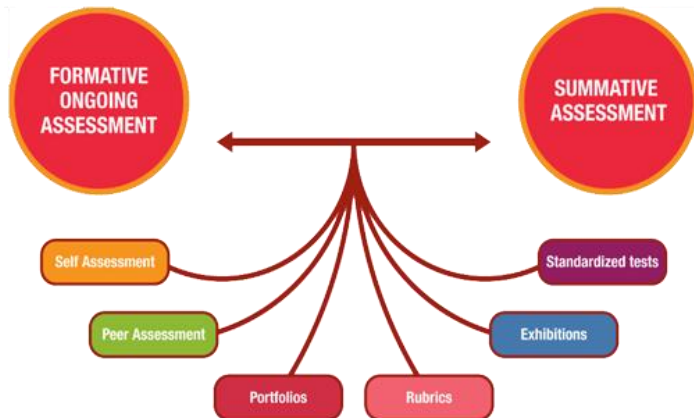 FORMATIVE
ONGOING
ASSESSMENT
SUMMATIVE
ASSESSMENT
Self Assessment
Standardized tests
Peer Assessment
Exhibitions
Portfolios
Rubrics